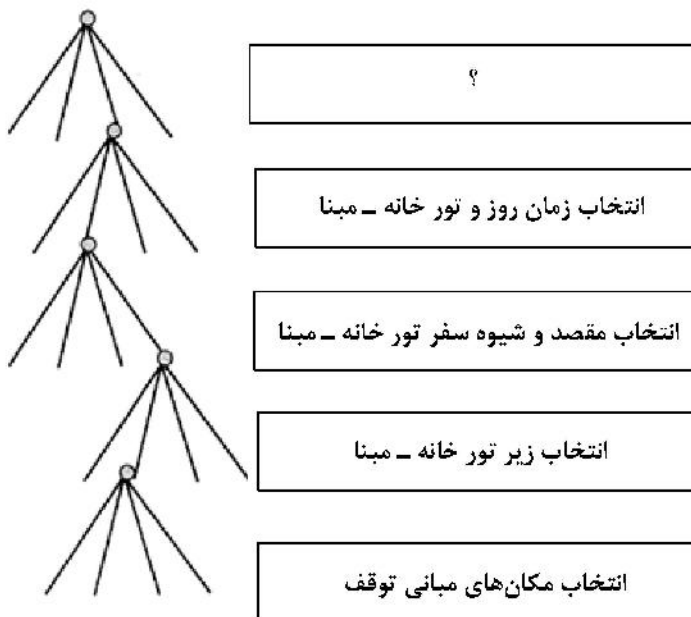 ؟
انتخاب زمان روز و تور خانه ـ مبنا
انتخاب مقصد و شیوه سفر تور خانه ـ مبنا
انتخاب زیر تور خانه ـ مبنا
انتخاب مکان‌های مبانی توقف